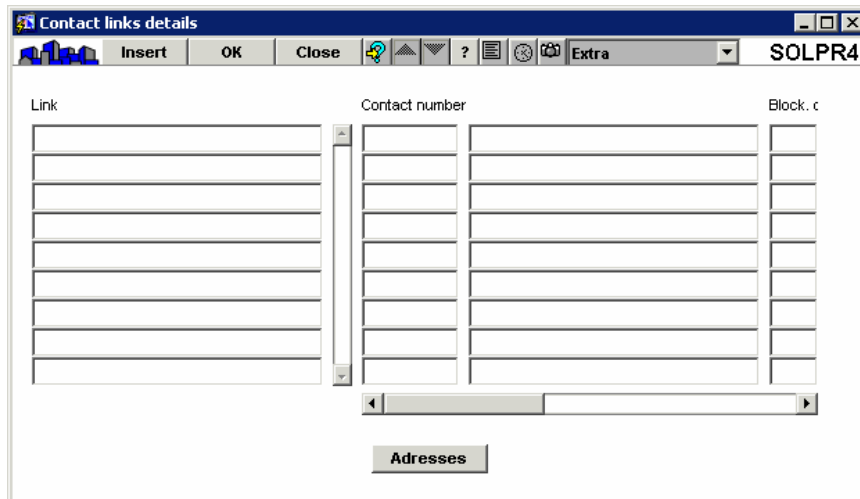 Contact links details
Insert OK Close ? Extra SOLPR4
Link Contact number Block. c
Adresses